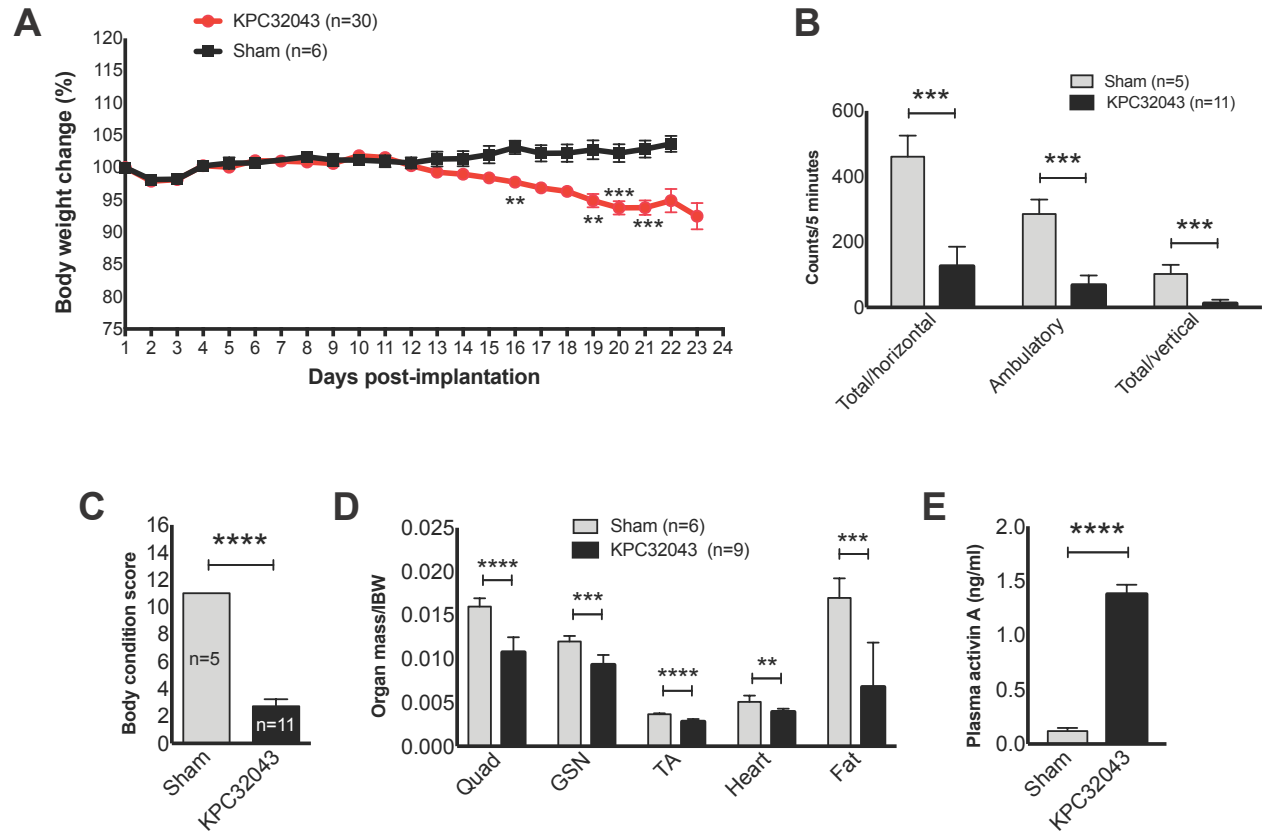 A
KPC32043 (n=30)
Sham (n=6)
Body weight change (%)
120
115
110
105
100
95
90
85
80
75
**
**
***
***
1 2 3 4 5 6 7 8 9 10 11 12 13 14 15 16 17 18 19 20 21 22 23 24
Days post-implantation
B
Sham (n=5)
KPC32043 (n=11)
Counts/5 minutes
600
400
200
0
***
***
***
Total/horizontal
Ambulatory
Total/vertical
C
Body condition score
16
14
12
10
8
6
4
2
0
****
n=5
n=11
Sham
KPC32043
D
Sham (n=6)
KPC32043 (n=9)
Organ mass/IBW
0.025
0.020
0.015
0.010
0.005
0.000
****
***
****
**
***
Quad
GSN
TA
Heart
Fat
E
Plasma activin A (ng/ml)
2.0
1.5
1.0
0.5
0.0
****
Sham
KPC32043